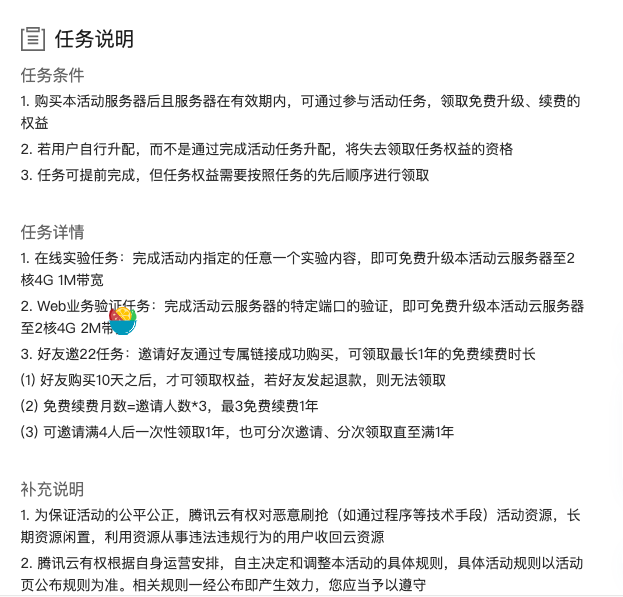 任务说明
任务条件
1. 购买本活动服务器后且服务器在有效期内，可通过参与活动任务，领取免费升级、续费的
权益
2. 若用户自行升配，而不是通过完成活动任务升配，将失去领取任务权益的资格
3. 任务可提前完成，但任务权益需要按照任务的先后顺序进行领取
任务详情
1. 在线实验任务：完成活动内指定的任意一个实验内容，即可免费升级本活动云服务器至2
核4G 1M带宽
2. Web业务验证任务：完成活动云服务器的特定端口的验证，即可免费升级本活动云服务器
至2核4G 2M带
3. 好友邀22任务：邀请好友通过专属链接成功购买，可领取最长1年的免费续费时长
(1) 好友购买10天之后，才可领取权益，若好友发起退款，则无法领取
(2) 免费续费月数=邀请人数*3，最3免费续费1年
(3) 可邀请满4人后一次性领取1年，也可分次邀请、分次领取直至满1年
补充说明
1. 为保证活动的公平公正，腾讯云有权对恶意刷抢（如通过程序等技术手段）活动资源，长
期资源闲置，利用资源从事违法违规行为的用户收回云资源
2. 腾讯云有权根据自身运营安排，自主决定和调整本活动的具体规则，具体活动规则以活动
页公布规则为准。相关规则一经公布即产生效力，您应当予以遵守